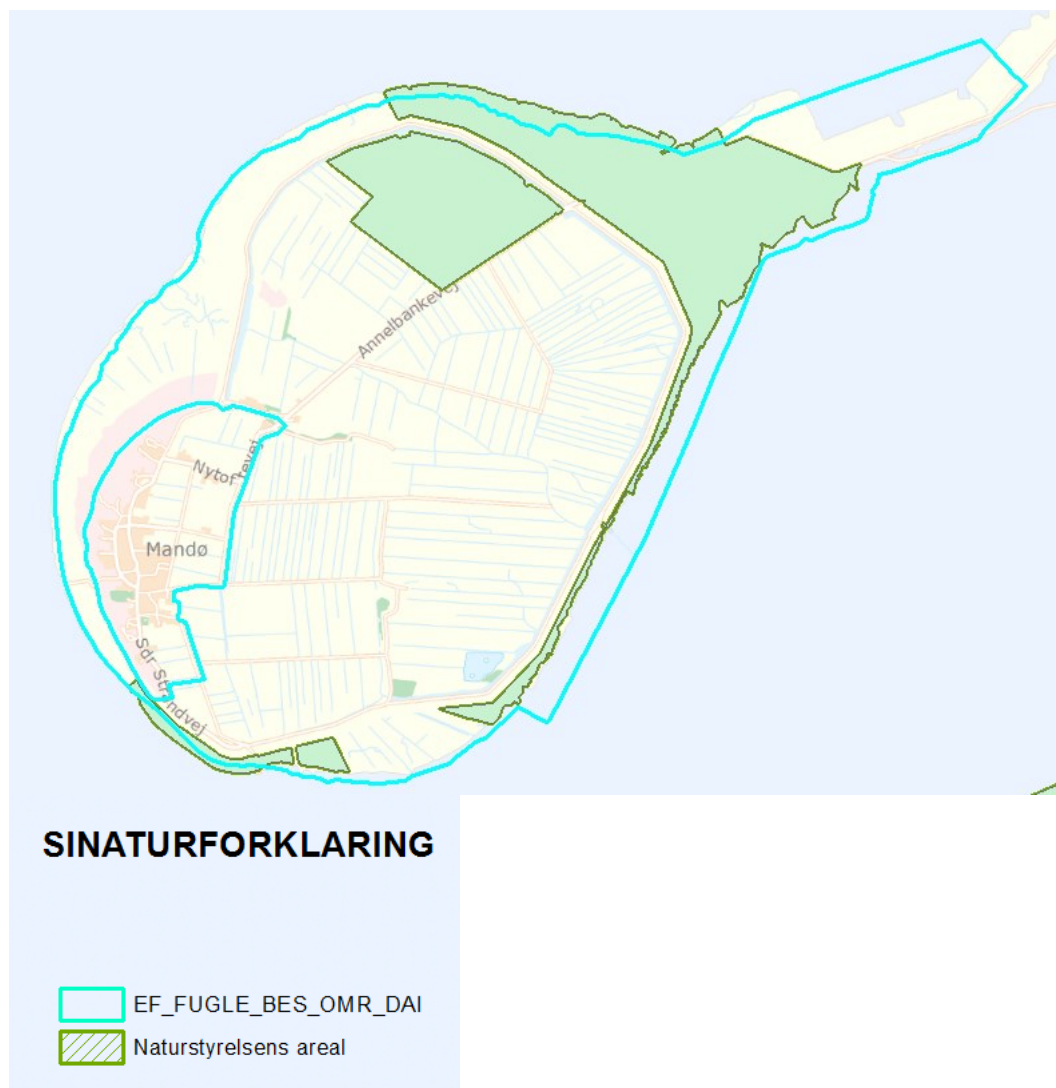 Annelbankevej
Nytoftevej
Mandø
Sdr Strandvej
SINATURFORKLARING
EF_FUGLE_BES_OMR_DAI
Naturstyrelsens areal